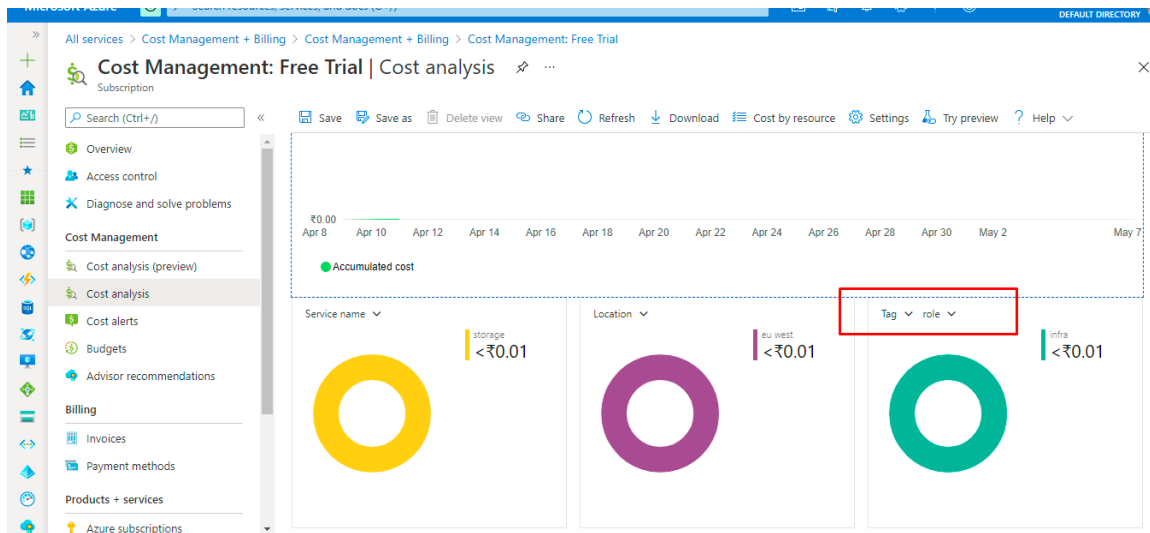 DEFAULT DIRECTORY
All services > Cost Management + Billing > Cost Management + Billing > Cost Management: Free Trial
Cost Management: Free Trial | Cost analysis
Subscription
Search (Ctrl+/)
Save Save as Delete view Share Refresh Download Cost by resource Settings Try preview Help
Overview
Access control
Diagnose and solve problems
Cost Management
Cost analysis (preview)
Cost analysis
Cost alerts
Budgets
Advisor recommendations
Billing
Invoices
Payment methods
Products + services
Azure subscriptions
₹0.00
Apr 8 Apr 10 Apr 12 Apr 14 Apr 16 Apr 18 Apr 20 Apr 22 Apr 24 Apr 26 Apr 28 Apr 30 May 2 May 7
Accumulated cost
Service name
storage
<₹0.01
Location
eu west
<₹0.01
Tag role
infra
<₹0.01